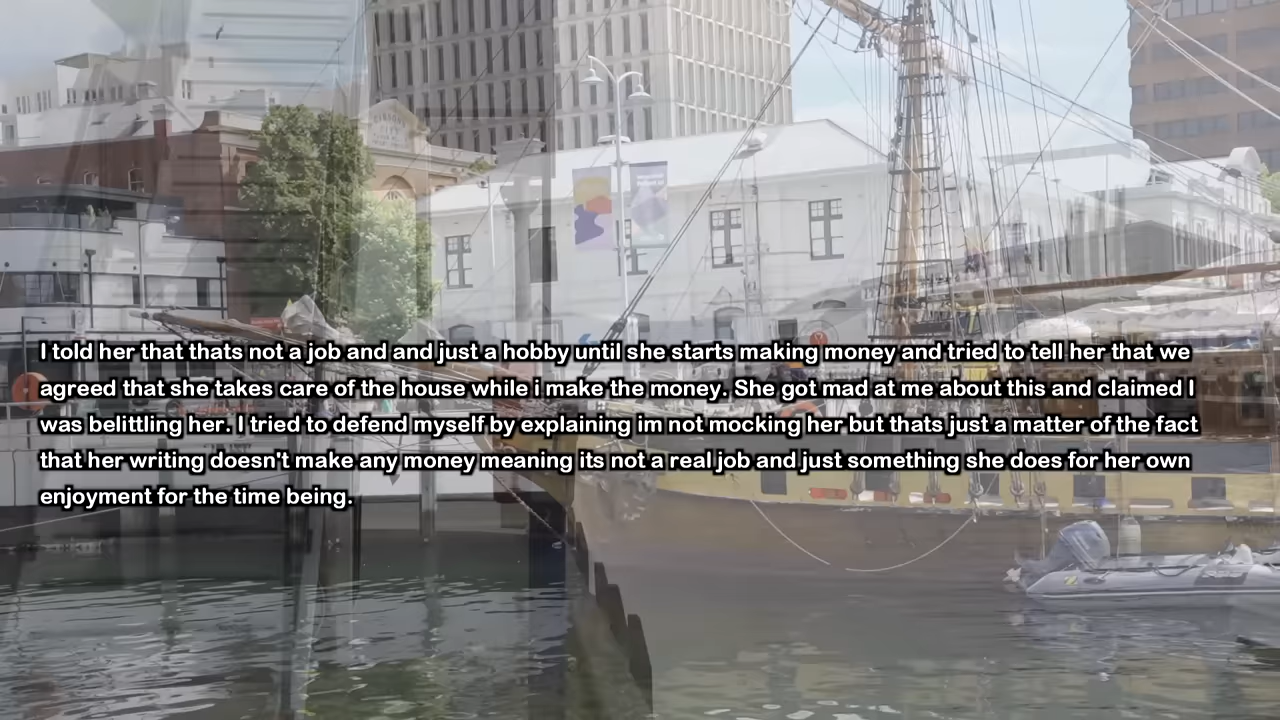 I told her that thats not a job and and just a hobby until she starts making money and tried to tell her that we
agreed that she takes care of the house while i make the money. She got mad at me about this and claimed I
was belittling her. I tried to defend myself by explaining im not mocking her but thats just a matter of the fact
that her writing doesn't make any money meaning its not a real job and just something she does for her own
enjoyment for the time being.